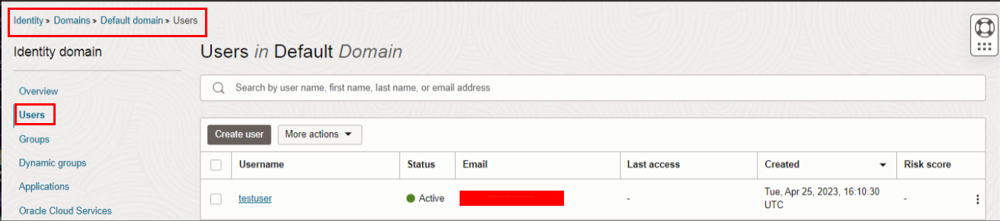 Identity » Domains » Default domain » Users
Identity domain
Overview
Users
Groups
Dynamic groups
Applications
Oracle Cloud Services
Users in Default Domain
Search by user name, first name, last name, or email address
Create user More actions
Username Status Email Last access Created Risk score
testuser Active - Tue, Apr 25, 2023, 16:10:30 -
UTC